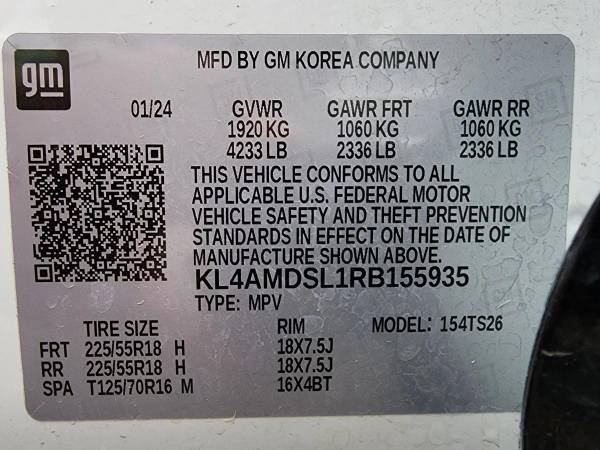 gm
MFD BY GM KOREA COMPANY
01/24 GVWR GAWR FRT GAWR RR
1920 KG 1060 KG 1060 KG
4233 LB 2336 LB 2336 LB
THIS VEHICLE CONFORMS TO ALL
APPLICABLE U.S. FEDERAL MOTOR
VEHICLE SAFETY AND THEFT PREVENTION
STANDARDS IN EFFECT ON THE DATE OF
MANUFACTURE SHOWN ABOVE.
KL4AMDSL1RB155935
TYPE: MPV
TIRE SIZE RIM MODEL: 154TS26
FRT 225/55R18 H 18X7.5J
RR 225/55R18 H 18X7.5J
SPA T125/70R16 M 16X4BT